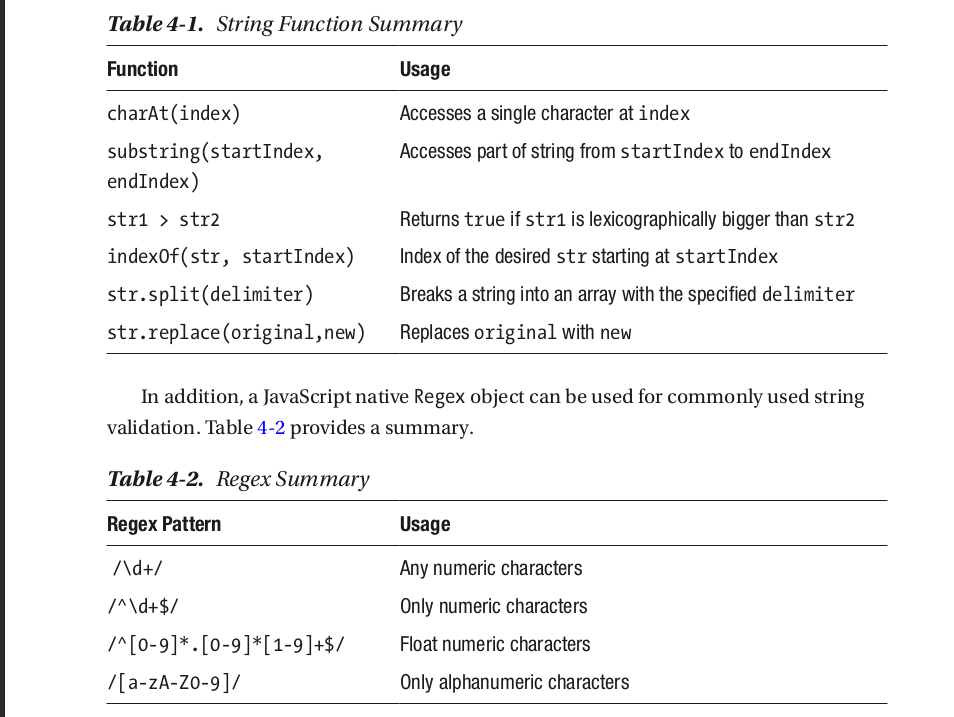 Table 4-1. String Function Summary
Function Usage
charAt(index) Accesses a single character at index
substring(startIndex, Accesses part of string from startIndex to endIndex
endIndex)
str1 > str2 Returns true if str1 is lexicographically bigger than str2
indexOf(str, startIndex) Index of the desired str starting at startIndex
str.split(delimiter) Breaks a string into an array with the specified delimiter
str.replace(original,new) Replaces original with new
In addition, a JavaScript native Regex object can be used for commonly used string
validation. Table 4-2 provides a summary.
Table 4-2. Regex Summary
Regex Pattern Usage
/\d+/ Any numeric characters
/^\d+$/ Only numeric characters
/^[0-9]*.[0-9]*[1-9]+$/ Float numeric characters
/[a-zA-Z0-9]/ Only alphanumeric characters